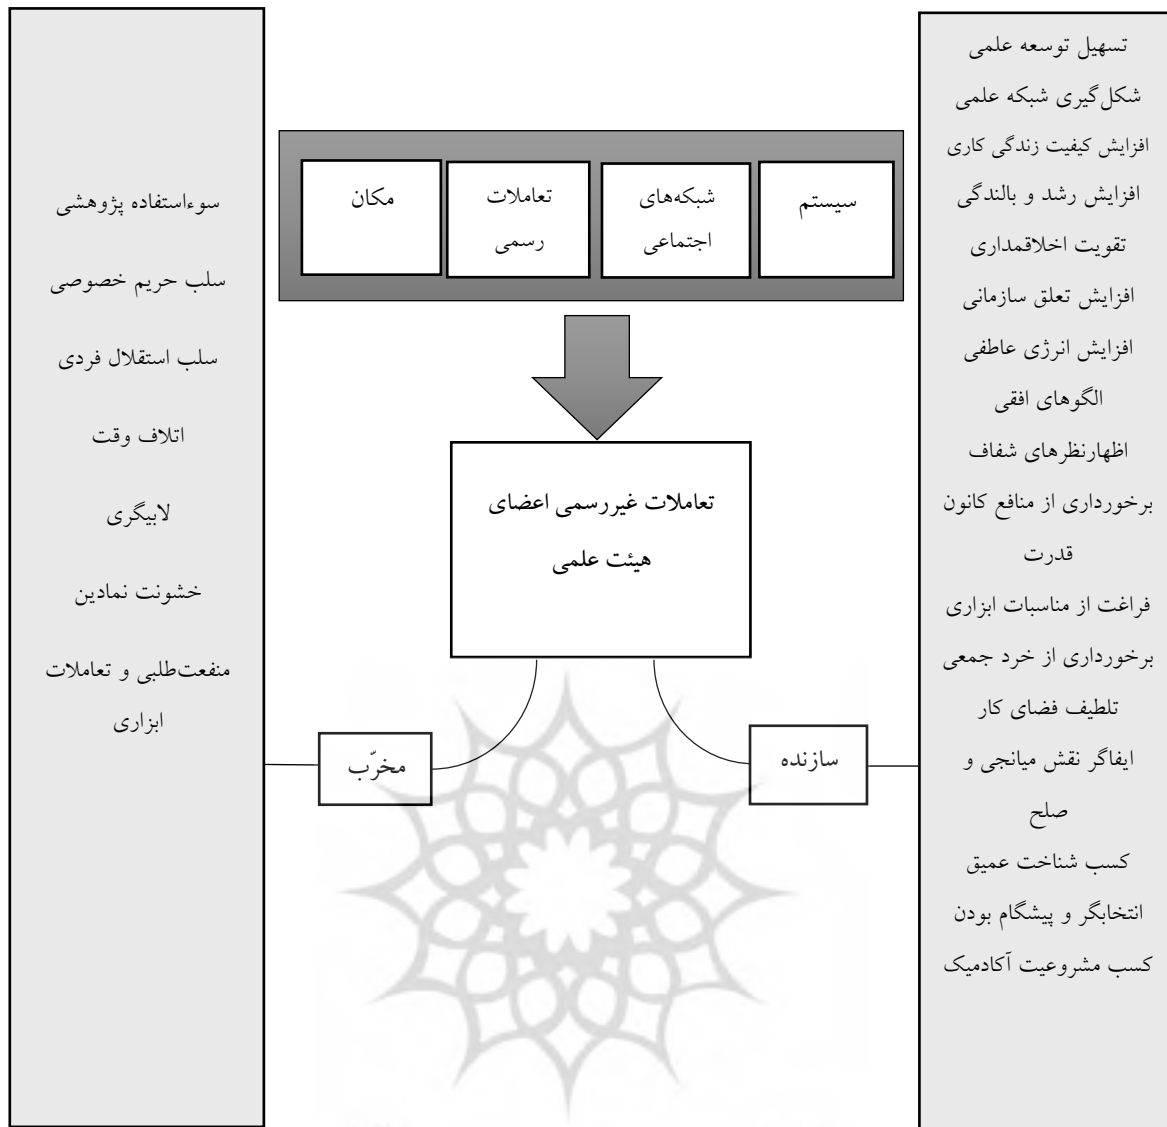 تسهیل توسعه علمی
شکل‌گیری شبکه علمی
افزایش کیفیت زندگی کاری
افزایش رشد و بالندگی
تقویت اخلاقمداری
افزایش تعلق سازمانی
افزایش انرژی عاطفی
الگوهای افقی
اظهارنظرهای شفاف
برخورداری از منافع کانون
قدرت
فراغت از مناسبات ابزاری
برخورداری از خرد جمعی
تلطیف فضای کار
ایفاگر نقش میانجی و
صلح
کسب شناخت عمیق
انتخابگر و پیشگام بودن
کسب مشروعیت آکادمیک
سیستم
شبکه‌های
اجتماعی
تعاملات
رسمی
مکان
تعاملات غیررسمی اعضای
هیئت علمی
سازنده
مخرّب
سوءاستفاده پژوهشی
سلب حریم خصوصی
سلب استقلال فردی
اتلاف وقت
لابیگری
خشونت نمادین
منفعت‌طلبی و تعاملات
ابزاری